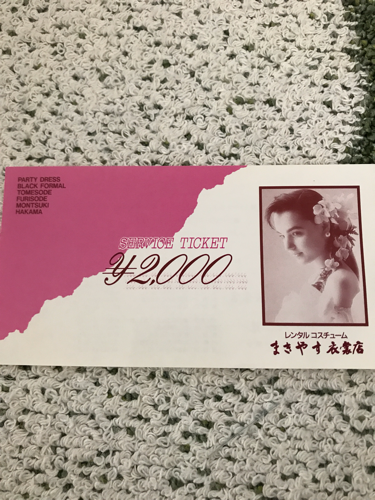 PARTY DRESS
BLACK FORMAL
TOMESODE
FURISODE
MONTSUKI
HAKAMA
SERVICE TICKET
¥2,000
レンタルコスチューム
まきやす衣裳店